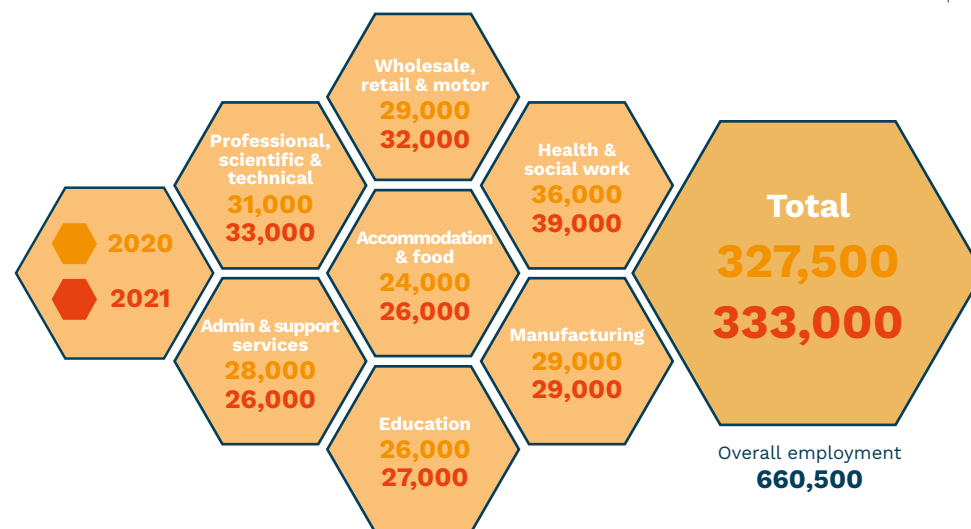 2020
2021
Professional,
scientific &
technical
31,000
33,000
Admin & support
services
28,000
26,000
Wholesale,
retail & motor
29,000
32,000
Accommodation
& food
24,000
26,000
Education
26,000
27,000
Health &
social work
36,000
39,000
Manufacturing
29,000
29,000
Total
327,500
333,000
Overall employment
660,500